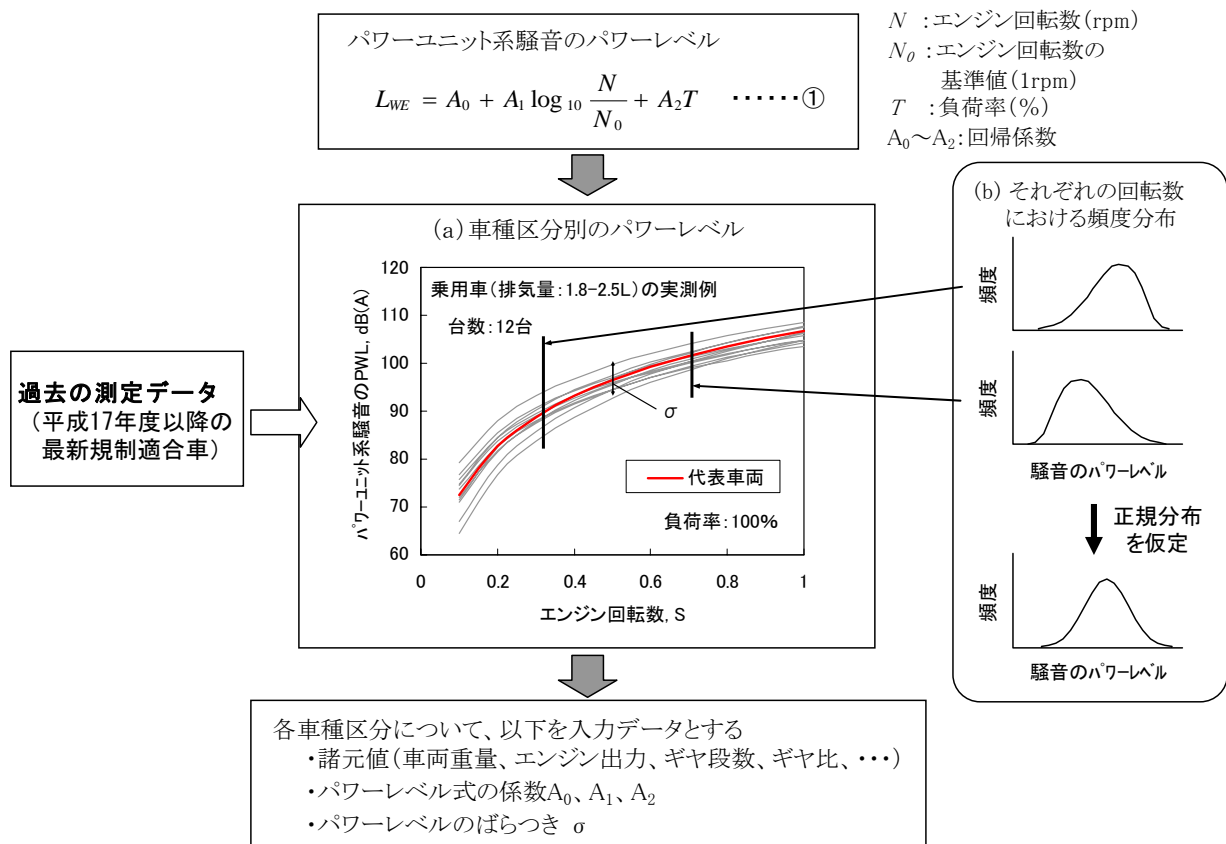 パワーユニット系騒音のパワーレベル
L_WE = A₀ + A₁ log ₁₀ N/N₀ + A₂T ······①
N :エンジン回転数(rpm)
N₀ :エンジン回転数の
基準値(1rpm)
T :負荷率(%)
A₀～A₂:回帰係数
(a)車種区分別のパワーレベル
乗用車(排気量:1.8-2.5L)の実測例
台数:12台
σ
代表車両
負荷率:100%
パワーユニット系騒音のPWL, dB(A)
120
110
100
90
80
70
60
0
0.2
0.4
0.6
0.8
1
エンジン回転数, S
過去の測定データ
(平成17年度以降の
最新規制適合車)
(b) それぞれの回転数
における頻度分布
頻度
頻度
騒音のパワーレベル
正規分布
を仮定
頻度
騒音のパワーレベル
各車種区分について、以下を入力データとする
・諸元値(車両重量、エンジン出力、ギヤ段数、ギヤ比、・・・)
・パワーレベル式の係数A₀、A₁、A₂
・パワーレベルのばらつき σ